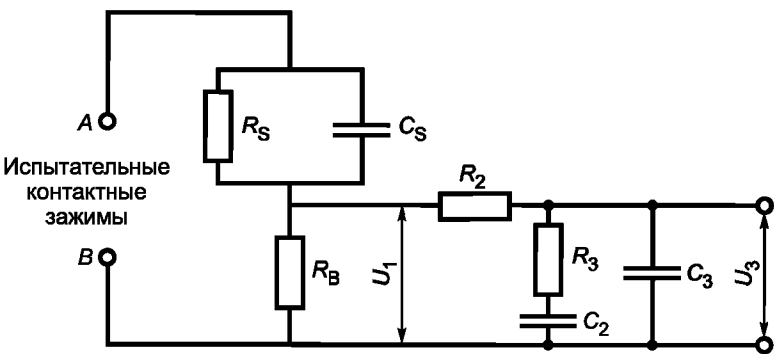 A
R_S
C_S
Испытательные
контактные
зажимы
R_2
B
R_B
U_1
R_3
C_3
U_3
C_2